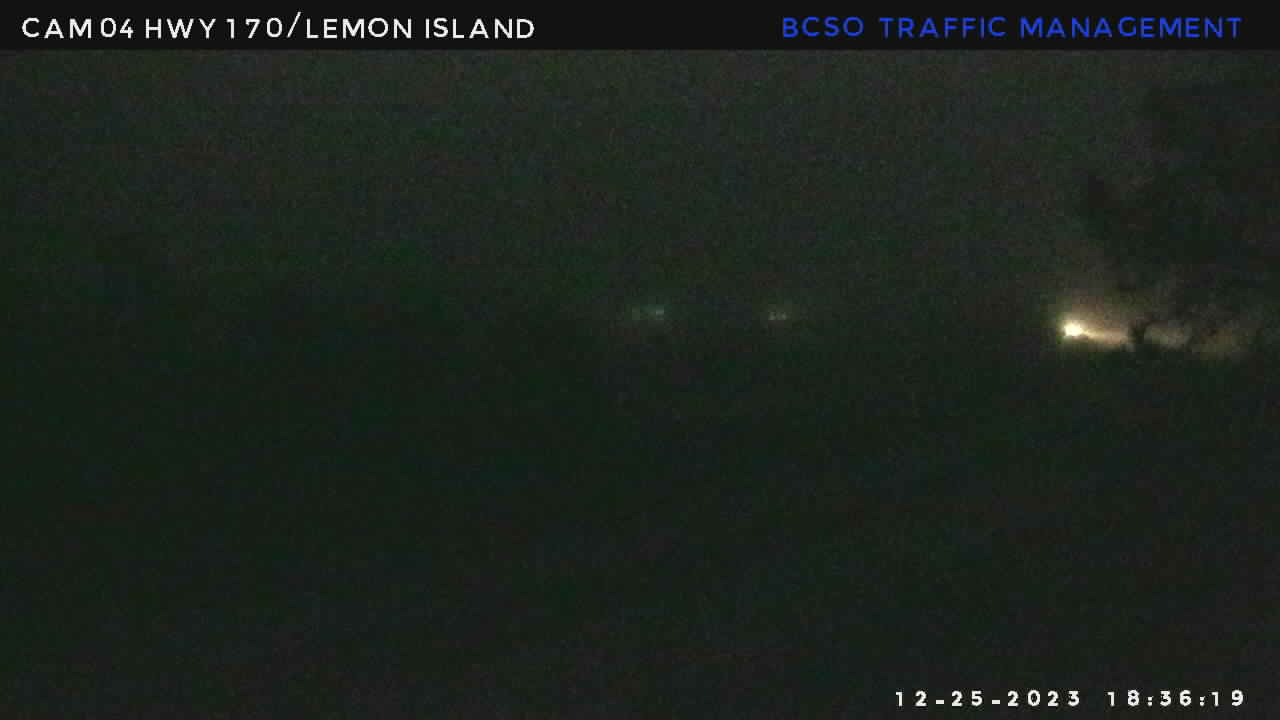 CAM04 HWY 170/LEMON ISLAND
BCSO TRAFFIC MANAGEMENT
12-25-2023 18:36:19